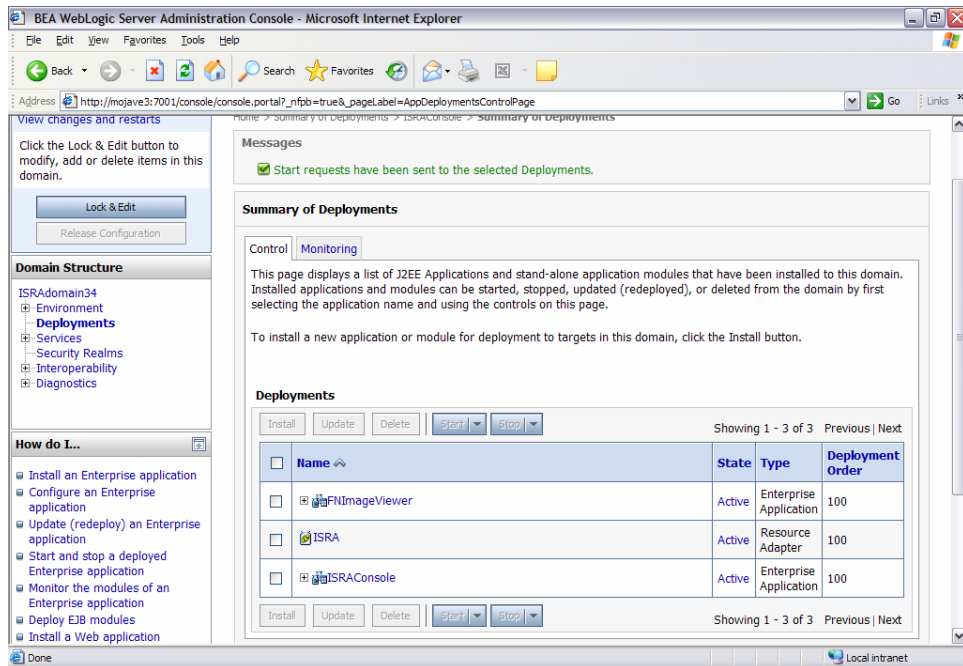 BEA WebLogic Server Administration Console - Microsoft Internet Explorer
File Edit View Favorites Tools Help
Back Search Favorites
Address http://mojave3:7001/console/console.portal?_nfpb=true&_pageLabel=AppDeploymentsControlPage Go Links »
View changes and restarts
Click the Lock & Edit button to
modify, add or delete items in this
domain.
Lock & Edit
Release Configuration
Domain Structure
ISRAdomain34
Environment
Deployments
Services
Security Realms
Interoperability
Diagnostics
How do I...
Install an Enterprise application
Configure an Enterprise
application
Update (redeploy) an Enterprise
application
Start and stop a deployed
Enterprise application
Monitor the modules of an
Enterprise application
Deploy EJB modules
Install a Web application
Home > Summary of Deployments > ISRAConsole > Summary of Deployments
Messages
Start requests have been sent to the selected Deployments.
Summary of Deployments
Control Monitoring
This page displays a list of J2EE Applications and stand-alone application modules that have been installed to this domain.
Installed applications and modules can be started, stopped, updated (redeployed), or deleted from the domain by first
selecting the application name and using the controls on this page.
To install a new application or module for deployment to targets in this domain, click the Install button.
Deployments
Install Update Delete Start Stop Showing 1 - 3 of 3 Previous | Next
Name State Type Deployment
Order
FNImageViewer Active Enterprise
Application 100
ISRA Active Resource
Adapter 100
ISRAConsole Active Enterprise
Application 100
Install Update Delete Start Stop Showing 1 - 3 of 3 Previous | Next
Done Local intranet